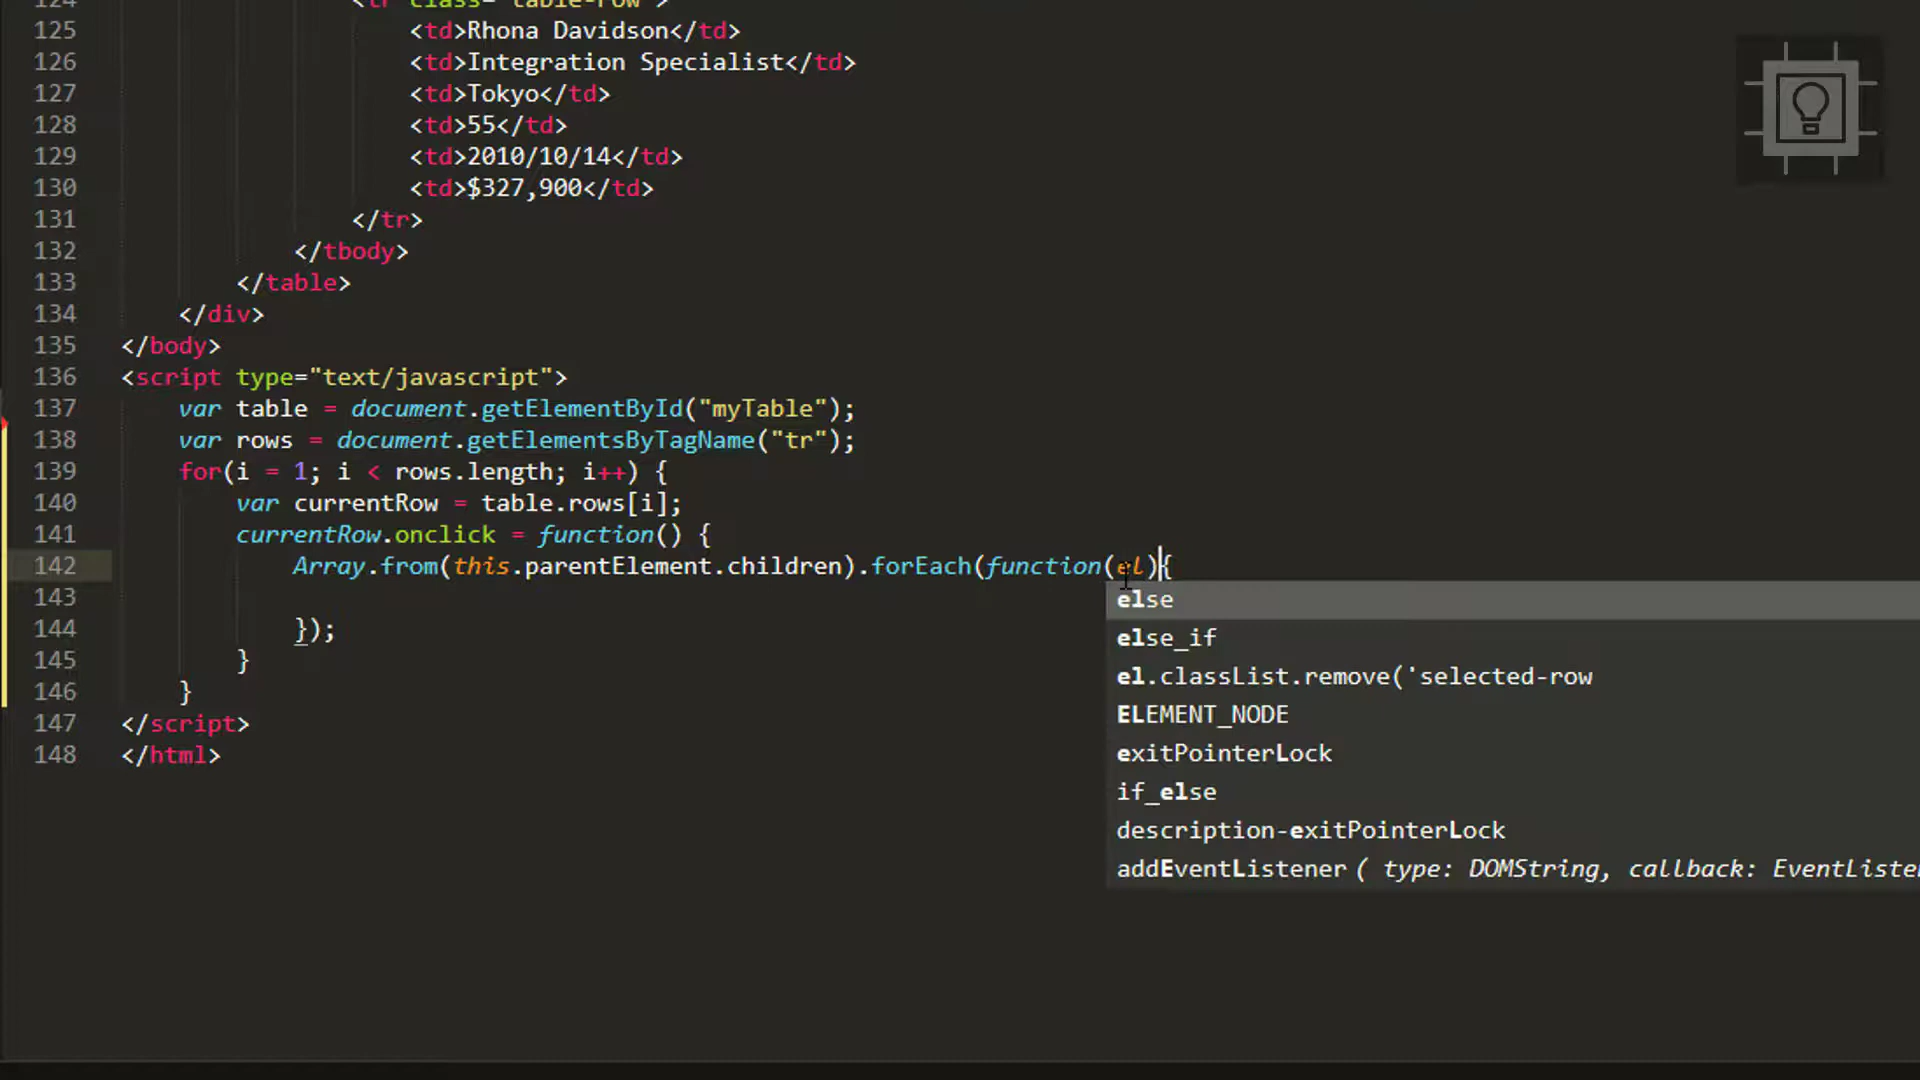 124 <tr class="table-row">
125 <td>Rhona Davidson</td>
126 <td>Integration Specialist</td>
127 <td>Tokyo</td>
128 <td>55</td>
129 <td>2010/10/14</td>
130 <td>$327,900</td>
131 </tr>
132 </tbody>
133 </table>
134 </div>
135 </body>
136 <script type="text/javascript">
137 var table = document.getElementById("myTable");
138 var rows = document.getElementsByTagName("tr");
139 for(i = 1; i < rows.length; i++) {
140 var currentRow = table.rows[i];
141 currentRow.onclick = function() {
142 Array.from(this.parentElement.children).forEach(function(el){
143
144 });
145 }
146 }
147 </script>
148 </html>
else
else_if
el.classList.remove('selected-row
ELEMENT_NODE
exitPointerLock
if_else
description-exitPointerLock
addEventListener( type: DOMString, callback: EventListe